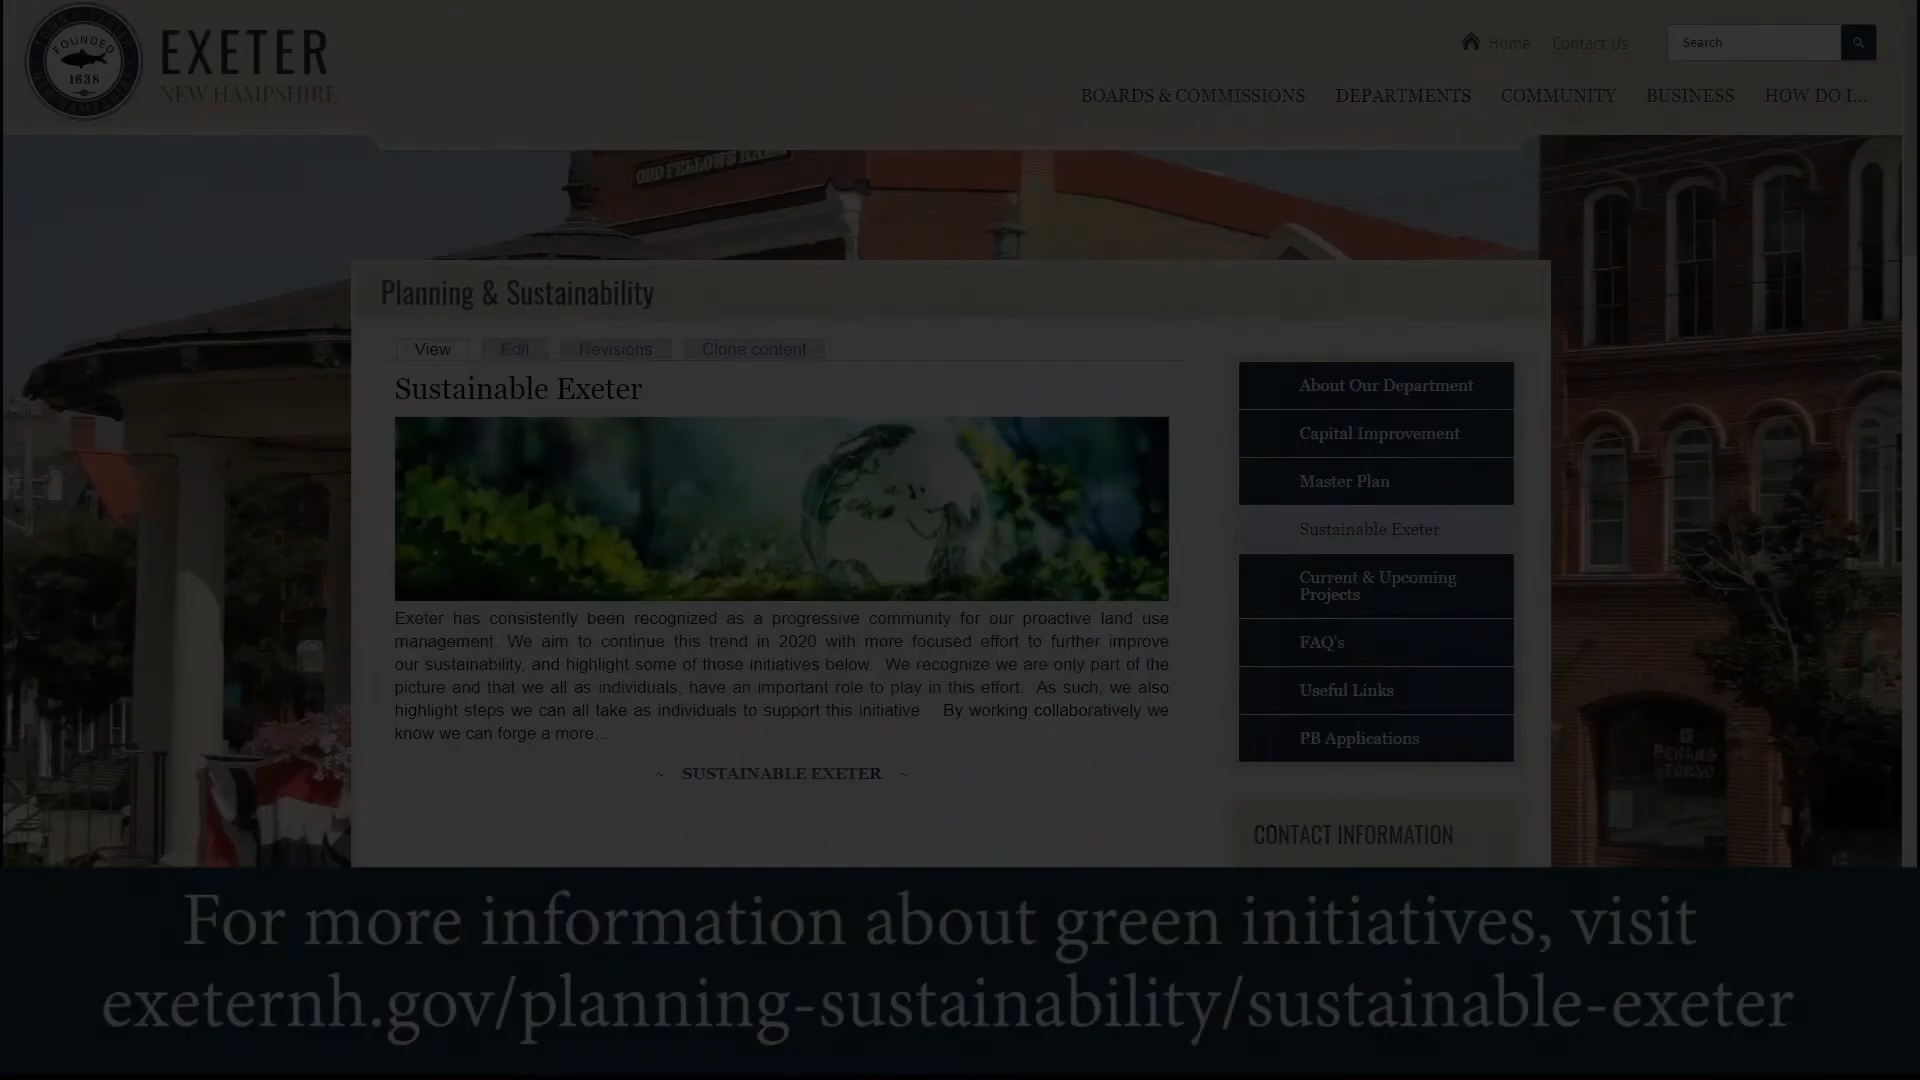 FOUNDED
1638
EXETER
NEW HAMPSHIRE
Home Contact Us Search
BOARDS & COMMISSIONS DEPARTMENTS COMMUNITY BUSINESS HOW DO I...
ODD FELLOWS
Planning & Sustainability
View Edit Revisions Clone content
Sustainable Exeter
Exeter has consistently been recognized as a progressive community for our proactive land use
management. We aim to continue this trend in 2020 with more focused effort to further improve
our sustainability, and highlight some of those initiatives below. We recognize we are only part of the
picture and that we all as individuals, have an important role to play in this effort. As such, we also
highlight steps we can all take as individuals to support this initiative. By working collaboratively we
know we can forge a more...
~ SUSTAINABLE EXETER ~
About Our Department
Capital Improvement
Master Plan
Sustainable Exeter
Current & Upcoming
Projects
FAQ's
Useful Links
PB Applications
CONTACT INFORMATION
PENANG
TOKYO
For more information about green initiatives, visit
exeternh.gov/planning-sustainability/sustainable-exeter